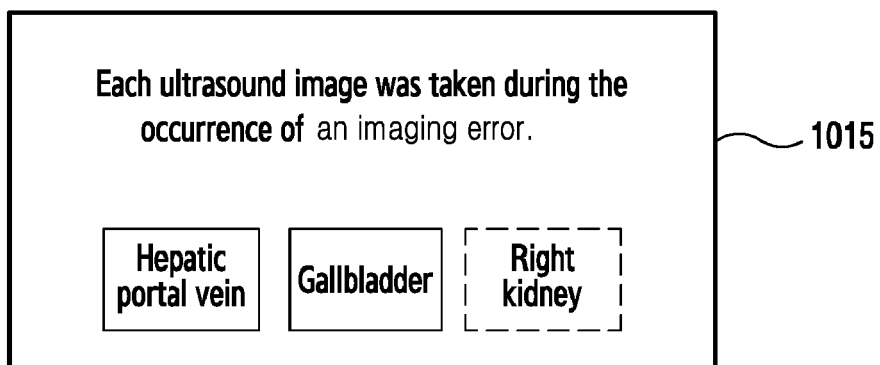 Each ultrasound image was taken during the
occurrence of an imaging error.
1015
Hepatic
portal vein
Gallbladder
Right
kidney